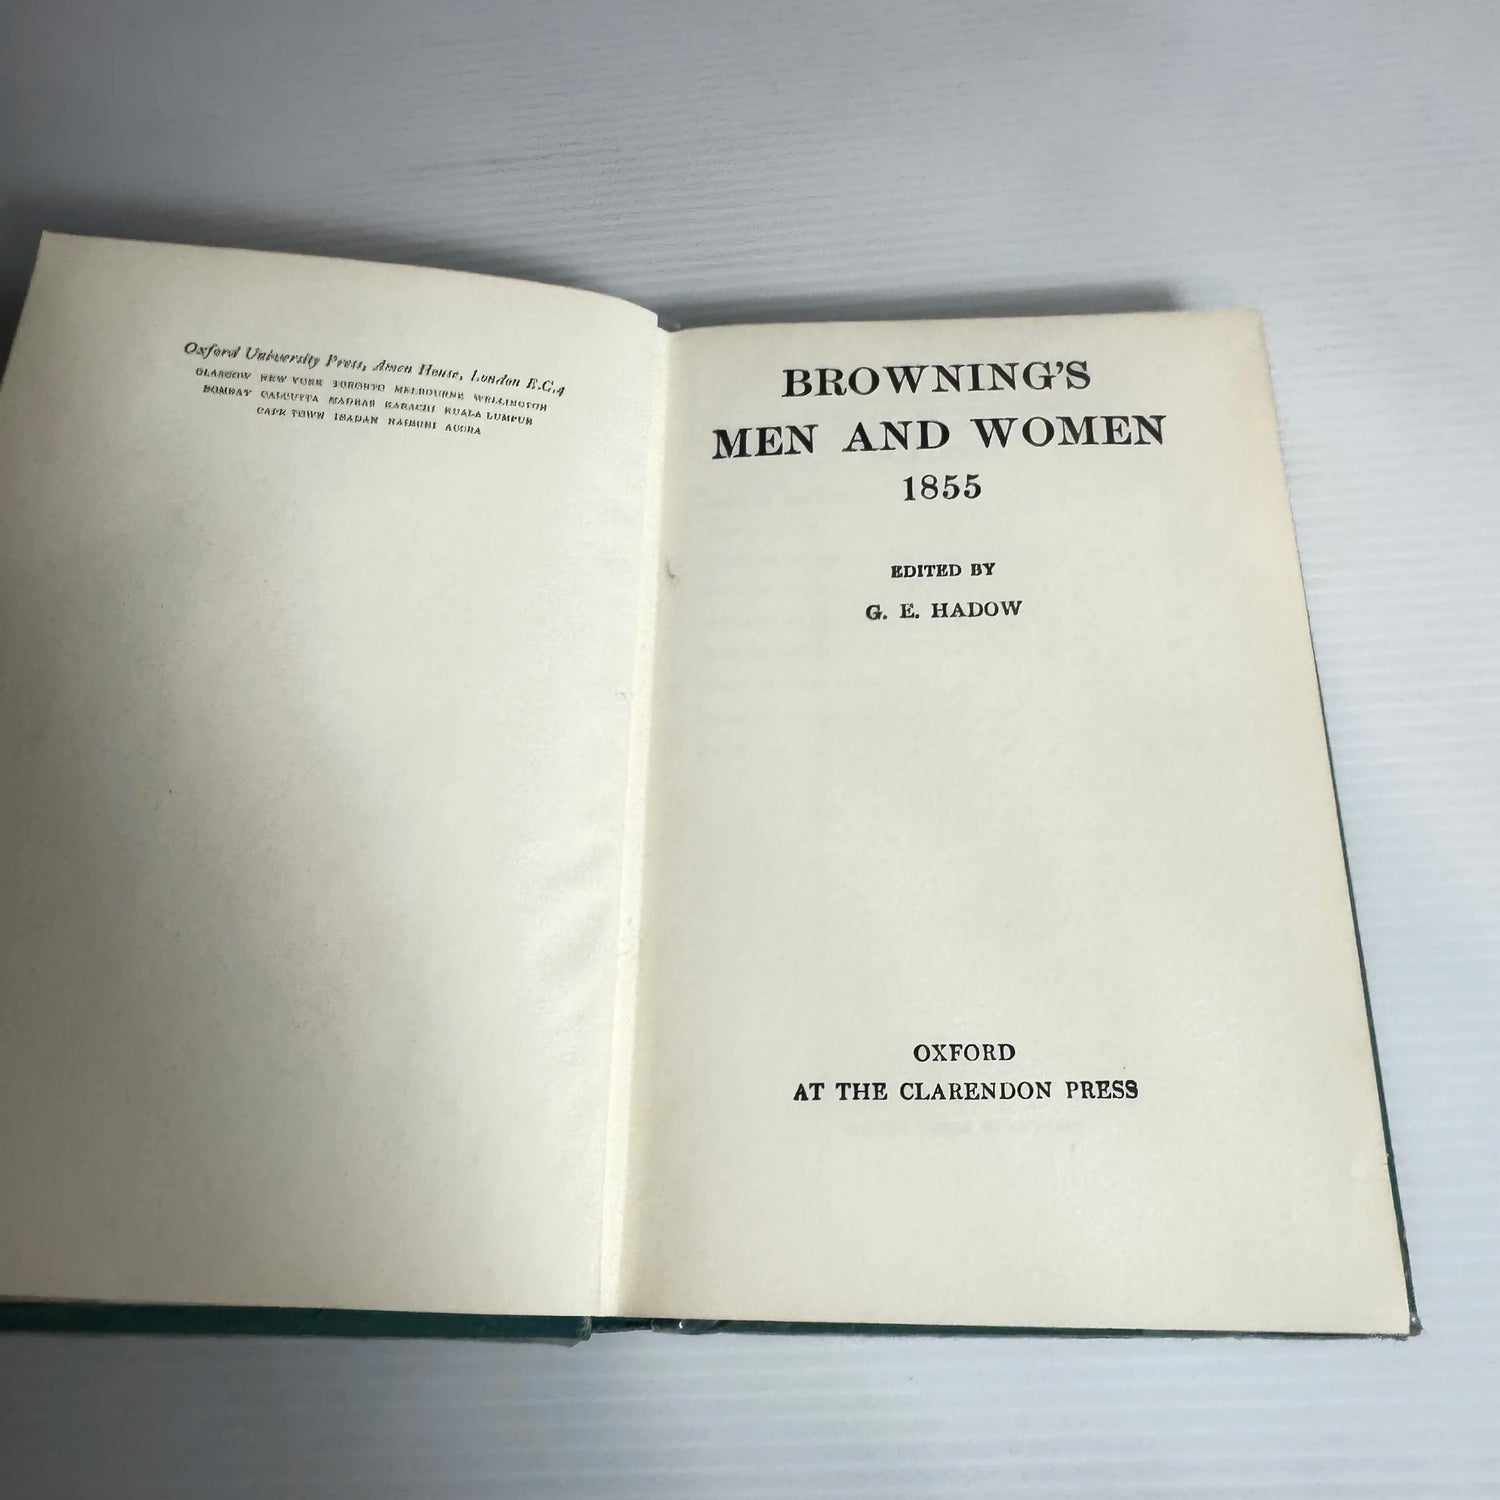 Oxford University Press, Amen House, London E.C.4
GLASGOW NEW YORK TORONTO MELBOURNE WELLINGTON
BOMBAY CALCUTTA MADRAS KARACHI KUALA LUMPUR
CAPE TOWN IBADAN NAIROBI ACCRA
BROWNING'S
MEN AND WOMEN
1855
EDITED BY
G. E. HADOW
OXFORD
AT THE CLARENDON PRESS